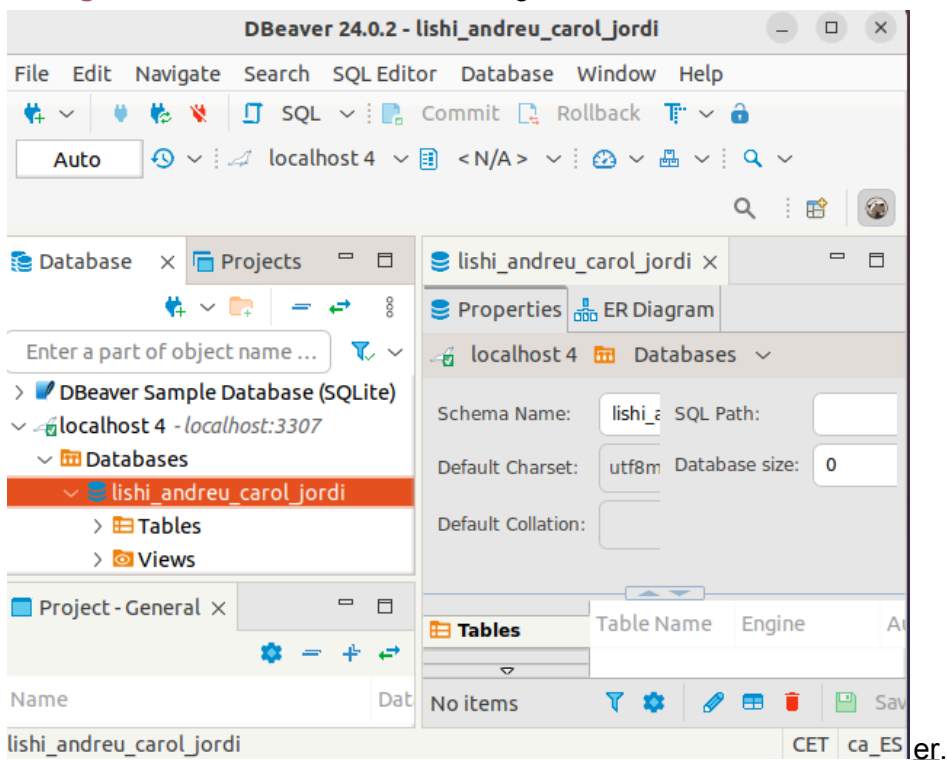 DBeaver 24.0.2 - lishi_andreu_carol_jordi
File Edit Navigate Search SQL Editor Database Window Help
SQL Commit Rollback
Auto localhost 4 < N/A >
Database Projects
lishi_andreu_carol_jordi
Properties ER Diagram
Enter a part of object name ...
localhost 4 Databases
DBeaver Sample Database (SQLite)
localhost 4 - localhost:3307
Databases
lishi_andreu_carol_jordi
Tables
Views
Schema Name: lishi_a SQL Path:
Default Charset: utf8m Database size: 0
Default Collation:
Project - General
Name Dat
Tables
Table Name Engine Au
No items Sav
lishi_andreu_carol_jordi CET ca_ES
er.